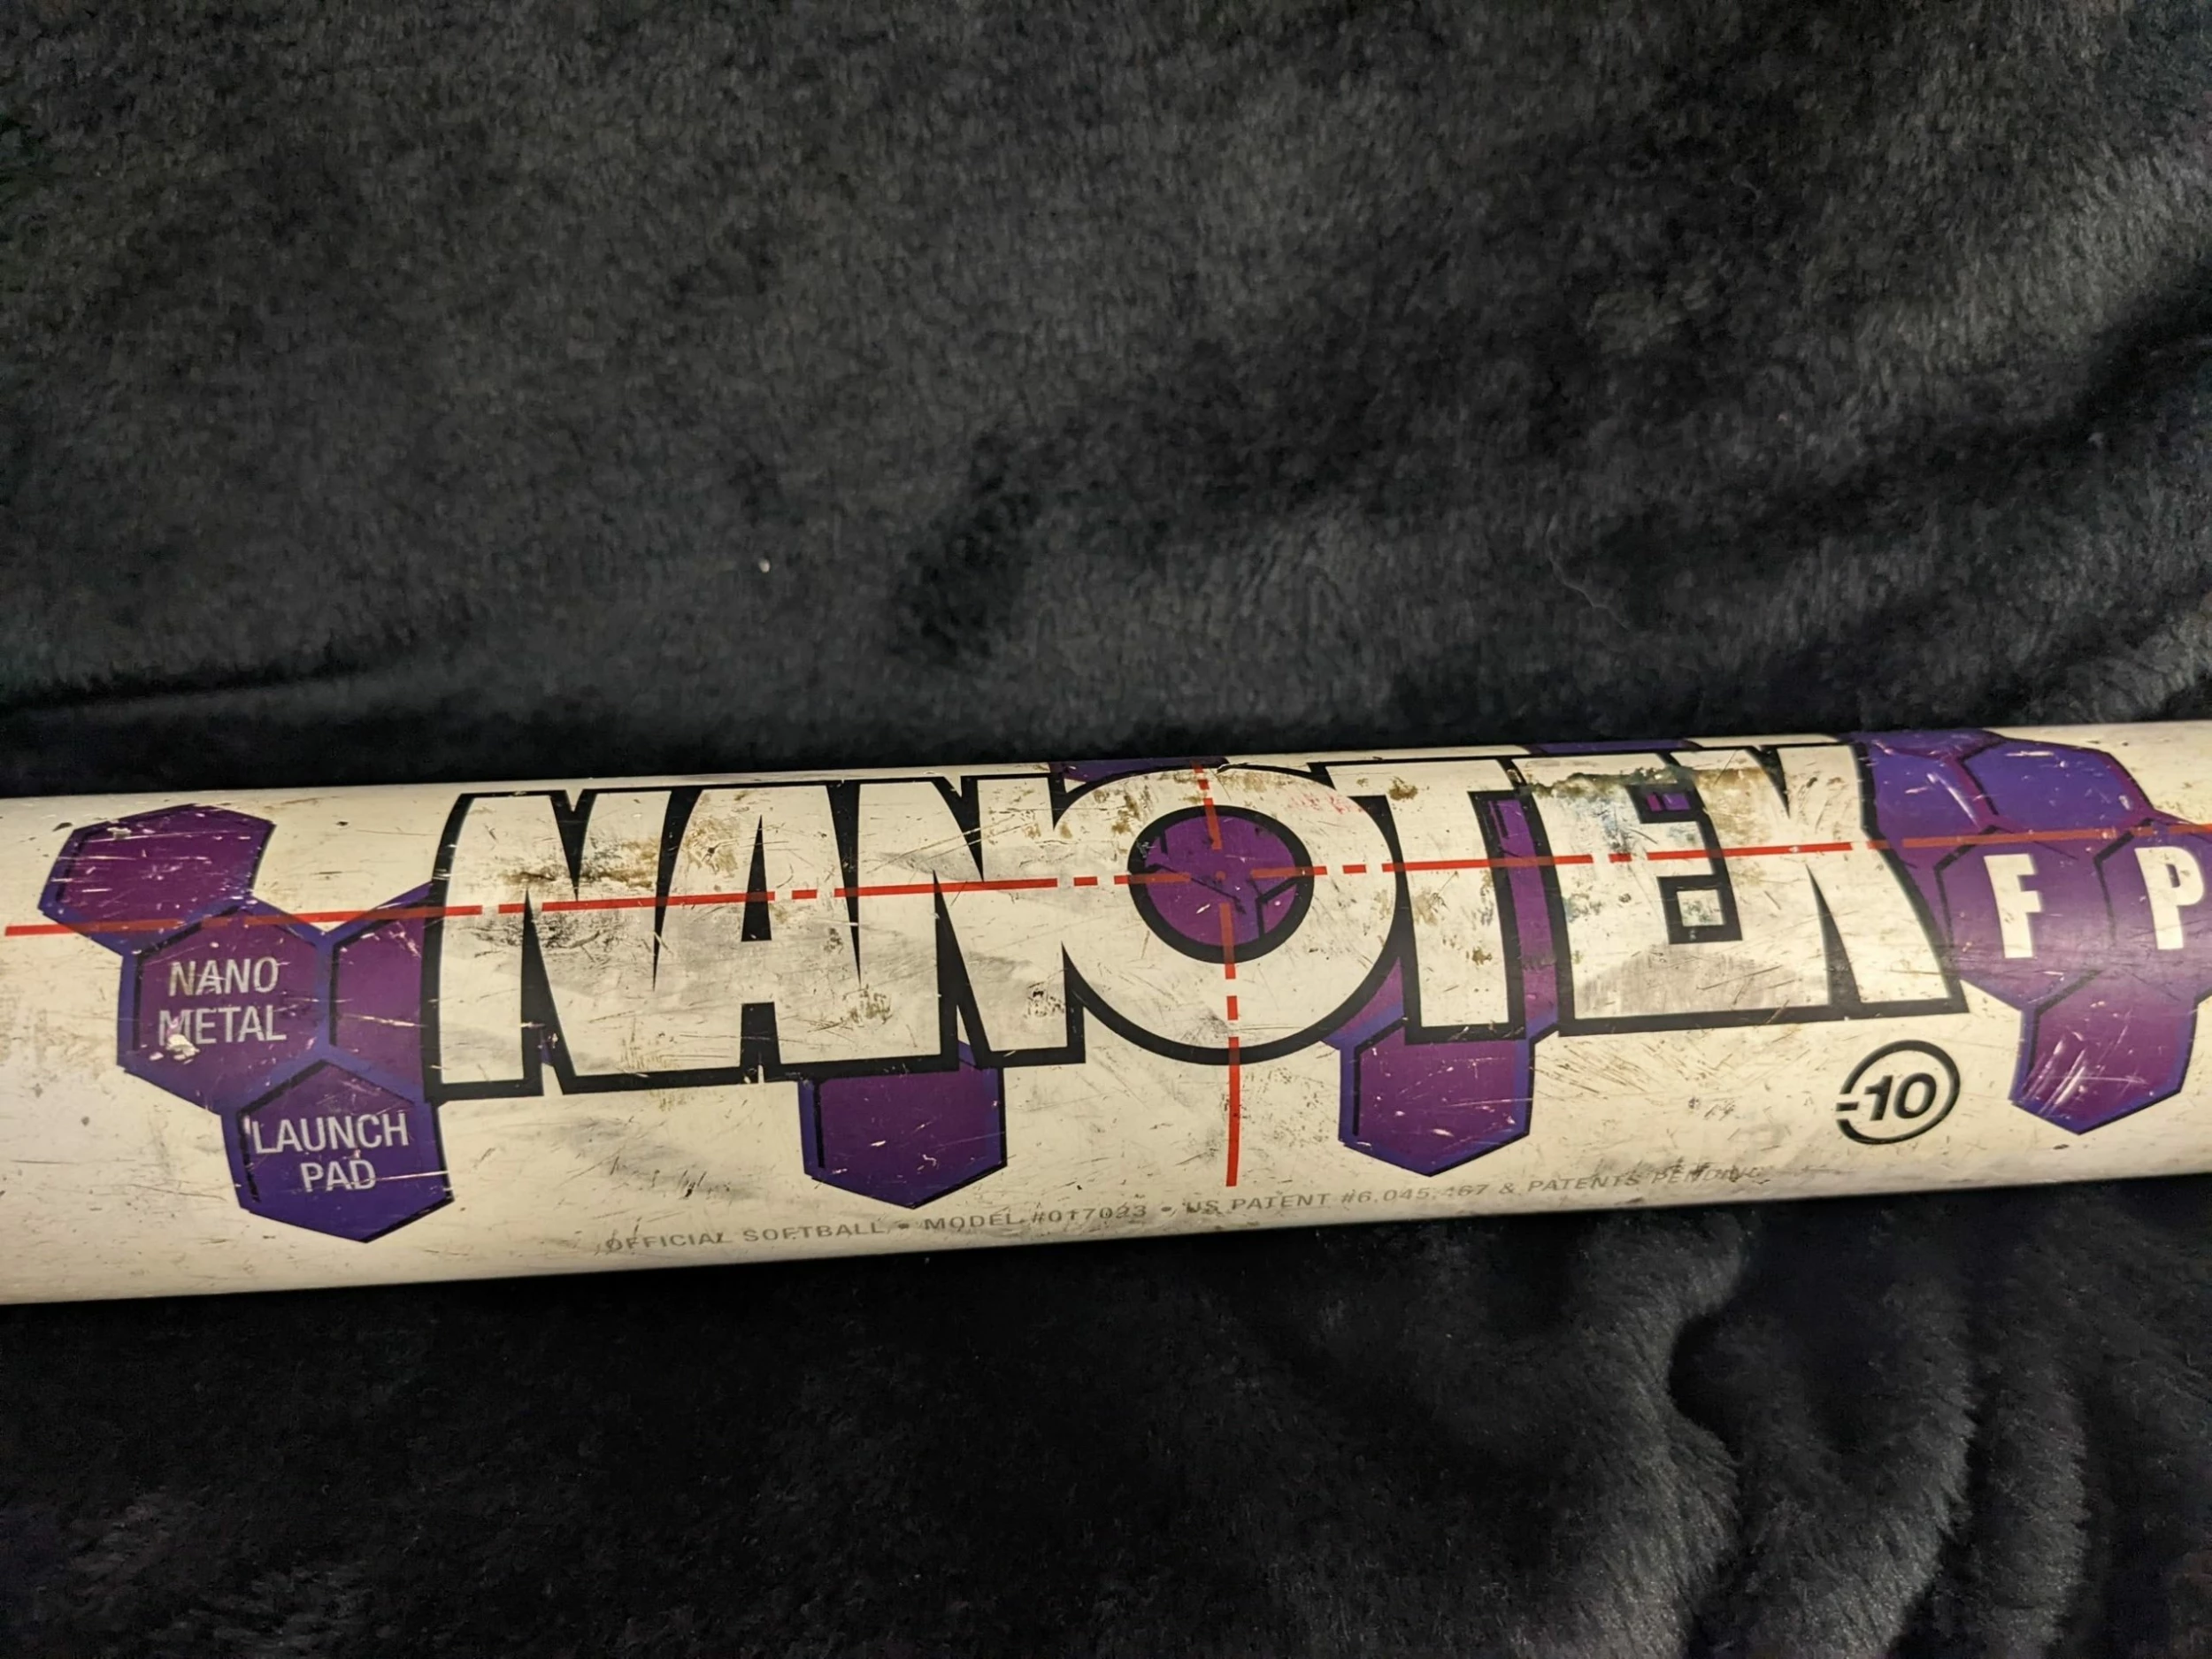 NANOTEK
F P
NANO
METAL
LAUNCH
PAD
-10
OFFICIAL SOFTBALL • MODEL #017023 • US PATENT #6,045,467 & PATENTS PENDING